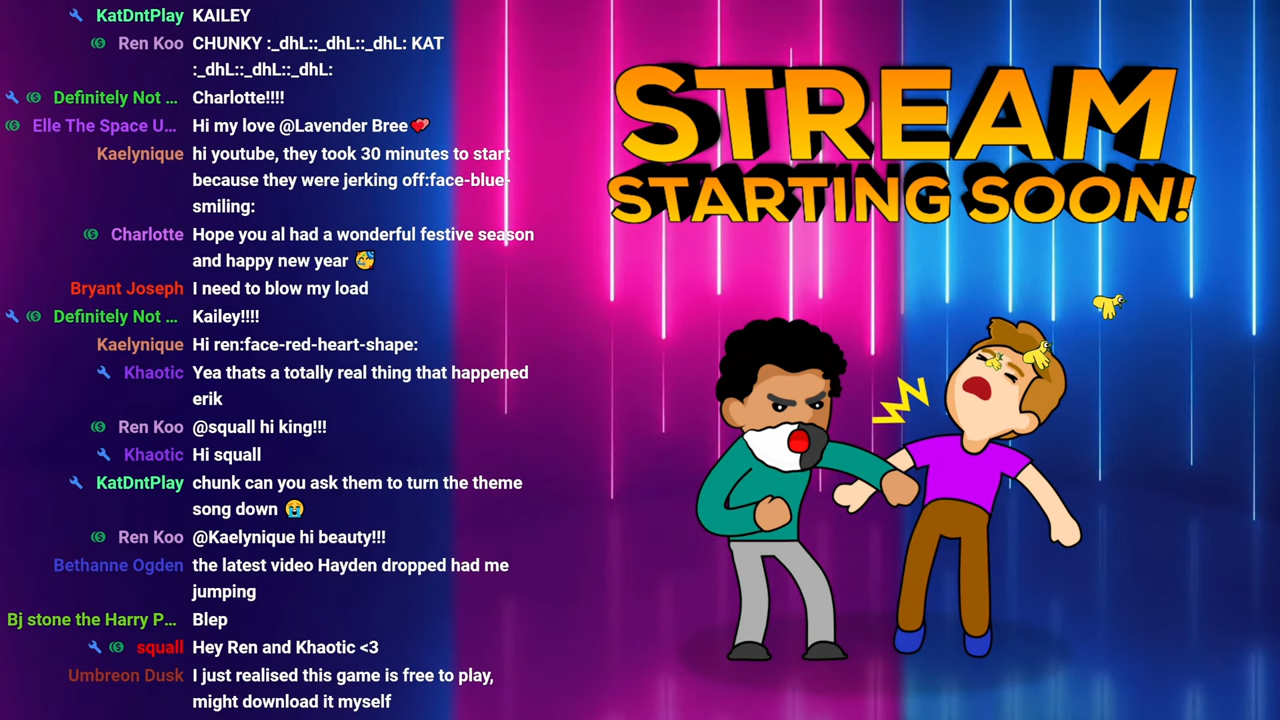 KatDntPlay KAILEY
Ren Koo CHUNKY :_dhL::_dhL::_dhL: KAT
:_dhL::_dhL::_dhL:
Definitely Not ... Charlotte!!!!
Elle The Space U... Hi my love @Lavender Bree💕
Kaelynique hi youtube, they took 30 minutes to start
because they were jerking off:face-blue-
smiling:
Charlotte Hope you al had a wonderful festive season
and happy new year 🥳
Bryant Joseph I need to blow my load
Definitely Not ... Kailey!!!!
Kaelynique Hi ren:face-red-heart-shape:
Khaotic Yea thats a totally real thing that happened
erik
Ren Koo @squall hi king!!!
Khaotic Hi squall
KatDntPlay chunk can you ask them to turn the theme
song down 😭
Ren Koo @Kaelynique hi beauty!!!
Bethanne Ogden the latest video Hayden dropped had me
jumping
Bj stone the Harry P... Blep
squall Hey Ren and Khaotic <3
Umbreon Dusk I just realised this game is free to play,
might download it myself
STREAM
STARTING SOON!